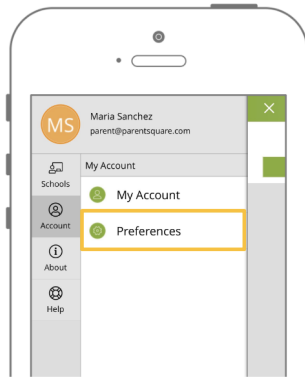 MS
Maria Sanchez
parent@parentsquare.com
Schools
Account
About
Help
My Account
My Account
Preferences